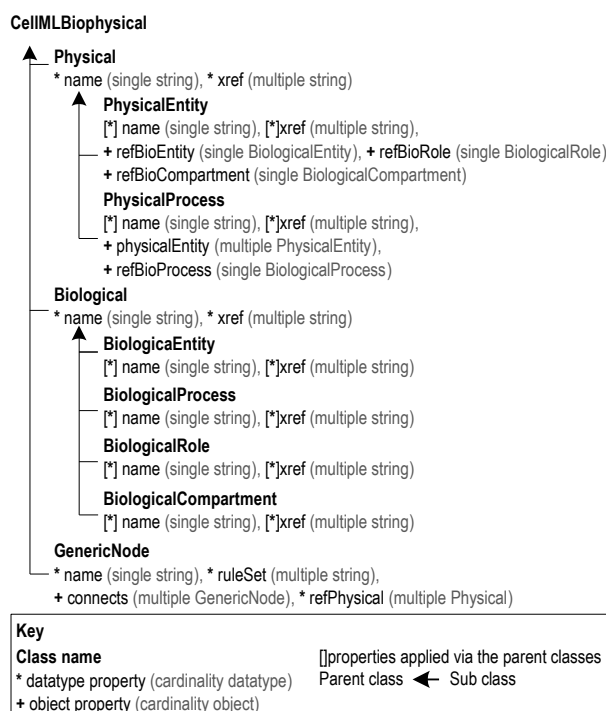 CellMLBiophysical
Physical
* name (single string), * xref (multiple string)
PhysicalEntity
[*] name (single string), [*]xref (multiple string),
+ refBioEntity (single BiologicalEntity), + refBioRole (single BiologicalRole)
+ refBioCompartment (single BiologicalCompartment)
PhysicalProcess
[*] name (single string), [*]xref (multiple string),
+ physicalEntity (multiple PhysicalEntity),
+ refBioProcess (single BiologicalProcess)
Biological
* name (single string), * xref (multiple string)
BiologicaEntity
[*] name (single string), [*]xref (multiple string)
BiologicalProcess
[*] name (single string), [*]xref (multiple string)
BiologicalRole
[*] name (single string), [*]xref (multiple string)
BiologicalCompartment
[*] name (single string), [*]xref (multiple string)
GenericNode
* name (single string), * ruleSet (multiple string),
+ connects (multiple GenericNode), * refPhysical (multiple Physical)
Key
Class name []properties applied via the parent classes
* datatype property (cardinality datatype) Parent class Sub class
+ object property (cardinality object)